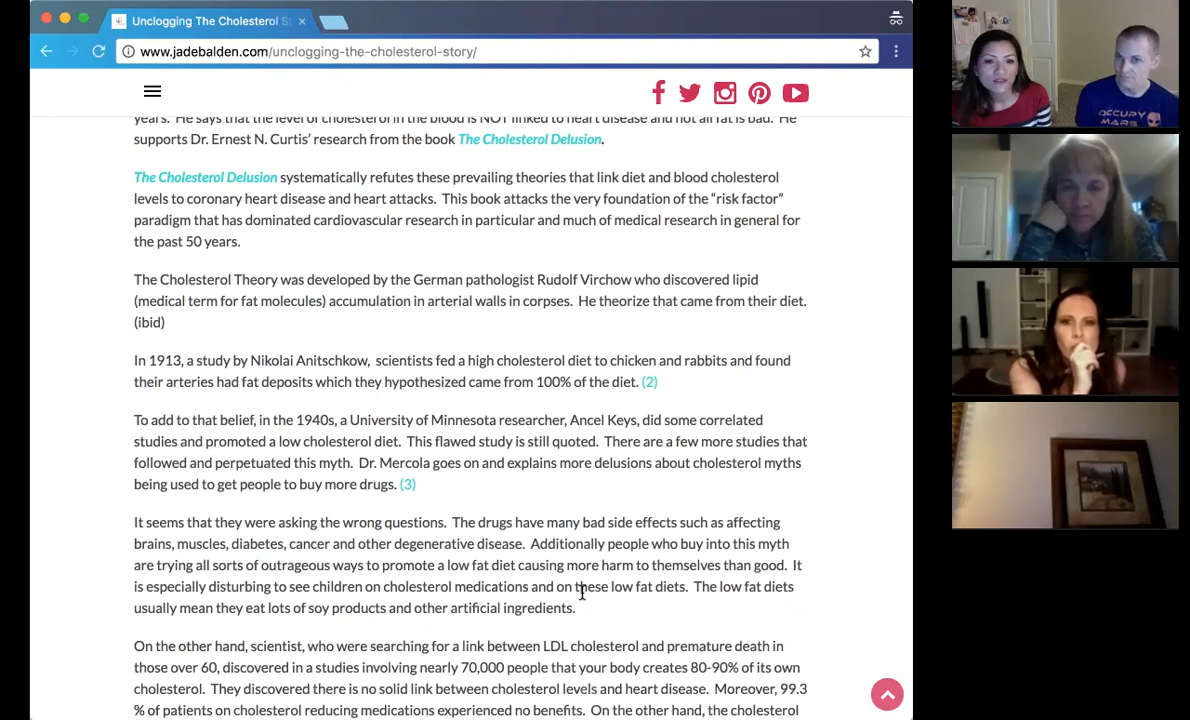 Unclogging The Cholesterol St
www.jadebalden.com/unclogging-the-cholesterol-story/
years. He says that the level of cholesterol in the blood is NOT linked to heart disease and not all fat is bad. He
supports Dr. Ernest N. Curtis’ research from the book The Cholesterol Delusion.
The Cholesterol Delusion systematically refutes these prevailing theories that link diet and blood cholesterol
levels to coronary heart disease and heart attacks. This book attacks the very foundation of the “risk factor”
paradigm that has dominated cardiovascular research in particular and much of medical research in general for
the past 50 years.
The Cholesterol Theory was developed by the German pathologist Rudolf Virchow who discovered lipid
(medical term for fat molecules) accumulation in arterial walls in corpses. He theorize that came from their diet.
(ibid)
In 1913, a study by Nikolai Anitschkow, scientists fed a high cholesterol diet to chicken and rabbits and found
their arteries had fat deposits which they hypothesized came from 100% of the diet. (2)
To add to that belief, in the 1940s, a University of Minnesota researcher, Ancel Keys, did some correlated
studies and promoted a low cholesterol diet. This flawed study is still quoted. There are a few more studies that
followed and perpetuated this myth. Dr. Mercola goes on and explains more delusions about cholesterol myths
being used to get people to buy more drugs. (3)
It seems that they were asking the wrong questions. The drugs have many bad side effects such as affecting
brains, muscles, diabetes, cancer and other degenerative disease. Additionally people who buy into this myth
are trying all sorts of outrageous ways to promote a low fat diet causing more harm to themselves than good. It
is especially disturbing to see children on cholesterol medications and on these low fat diets. The low fat diets
usually mean they eat lots of soy products and other artificial ingredients.
On the other hand, scientist, who were searching for a link between LDL cholesterol and premature death in
those over 60, discovered in a studies involving nearly 70,000 people that your body creates 80-90% of its own
cholesterol. They discovered there is no solid link between cholesterol levels and heart disease. Moreover, 99.3
% of patients on cholesterol reducing medications experienced no benefits. On the other hand, the cholesterol
OCCUPY
MARS